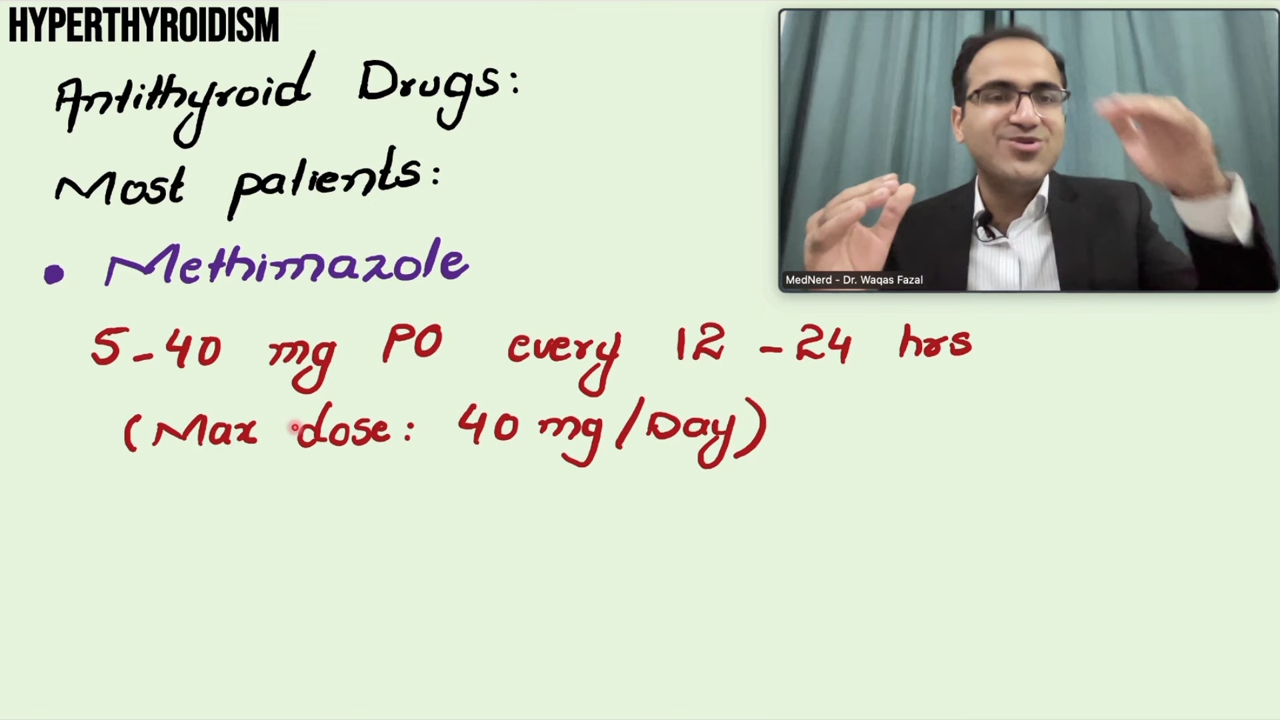 HYPERTHYROIDISM
Antithyroid Drugs:
Most patients:
• Methimazole
5-40 mg PO every 12-24 hrs
(Max dose: 40 mg/Day)
MedNerd - Dr. Waqas Fazal